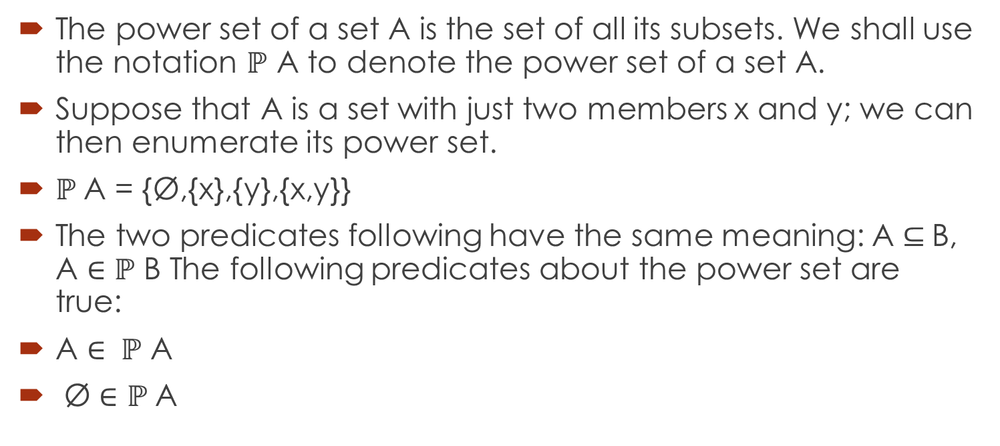 The power set of a set A is the set of all its subsets. We shall use
the notation ℙ A to denote the power set of a set A.
Suppose that A is a set with just two members x and y; we can
then enumerate its power set.
ℙ A = {Ø,{x},{y},{x,y}}
The two predicates following have the same meaning: A ⊆ B,
A ∈ ℙ B The following predicates about the power set are
true:
A ∈ ℙ A
Ø ∈ ℙ A